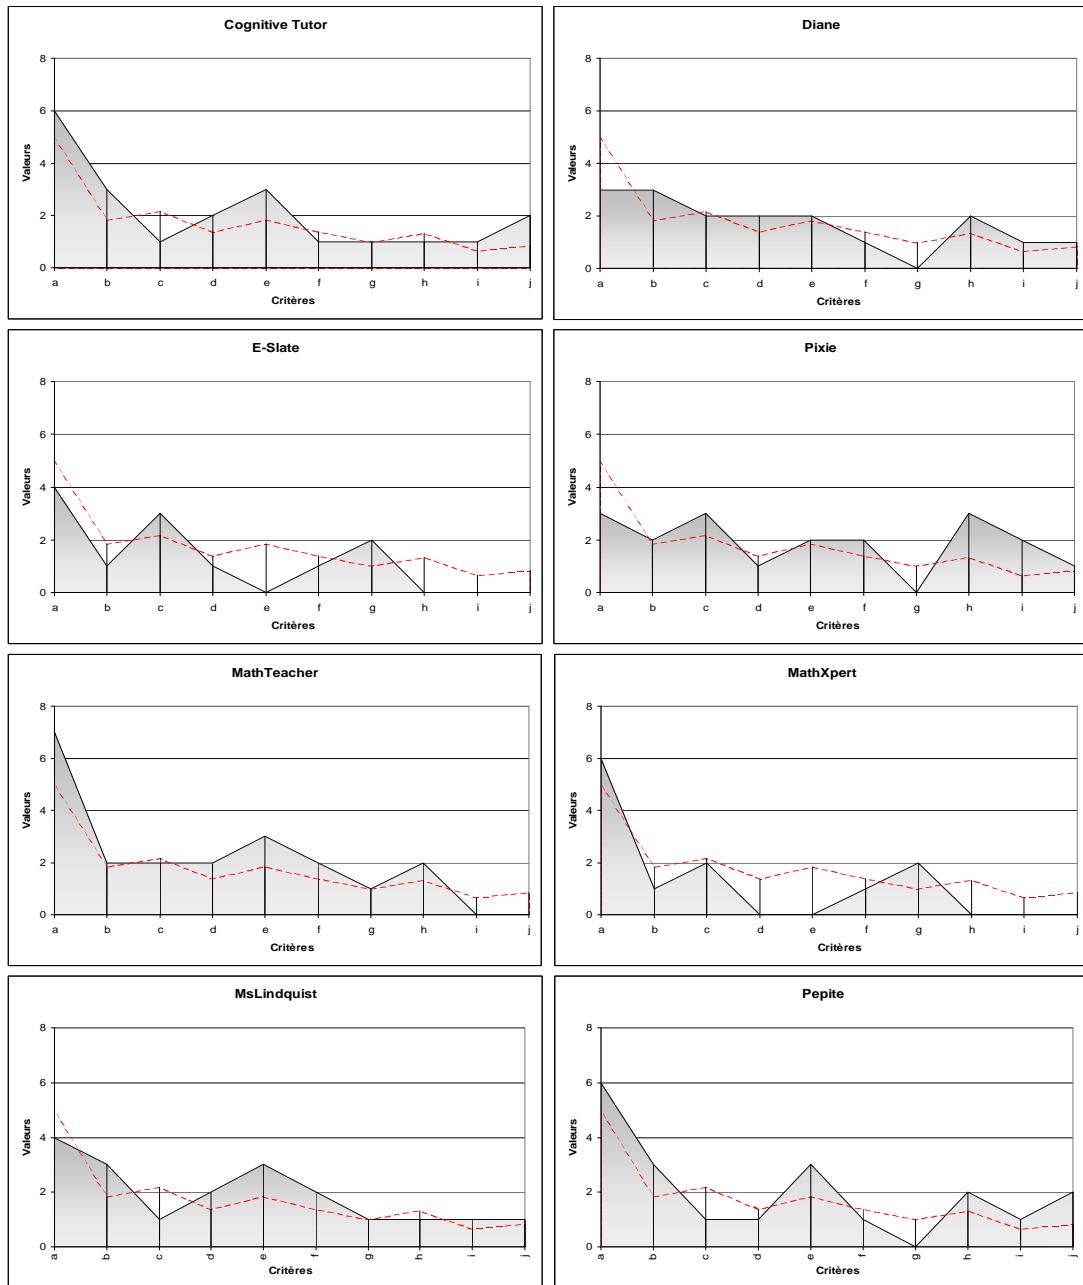 Cognitive Tutor
8
6
4
2
0
Valeurs
a b c d e f g h i j
Critères
Diane
8
6
4
2
0
Valeurs
a b c d e f g h i j
Critères
E-Slate
8
6
4
2
0
Valeurs
a b c d e f g h i j
Critères
Pixie
8
6
4
2
0
Valeurs
a b c d e f g h i j
Critères
MathTeacher
8
6
4
2
0
Valeurs
a b c d e f g h i j
Critères
MathXpert
8
6
4
2
0
Valeurs
a b c d e f g h i j
Critères
MsLindquist
8
6
4
2
0
Valeurs
a b c d e f g h i j
Critères
Pepite
8
6
4
2
0
Valeurs
a b c d e f g h i j
Critères